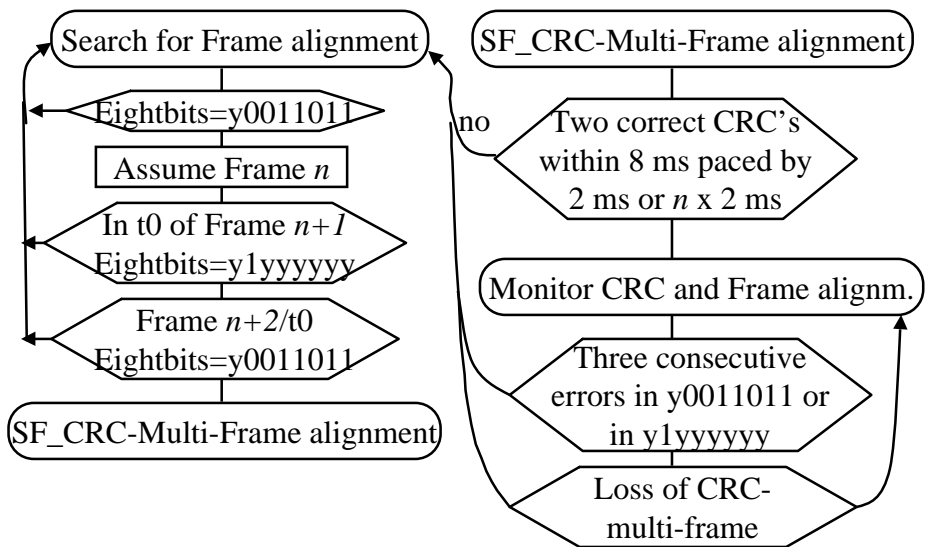 Search for Frame alignment
Eightbits=y0011011
Assume Frame n
In t0 of Frame n+1
Eightbits=y1yyyyyy
Frame n+2/t0
Eightbits=y0011011
SF_CRC-Multi-Frame alignment
SF_CRC-Multi-Frame alignment
no
Two correct CRC's
within 8 ms paced by
2 ms or n x 2 ms
Monitor CRC and Frame alignm.
Three consecutive
errors in y0011011 or
in y1yyyyyy
Loss of CRC-
multi-frame